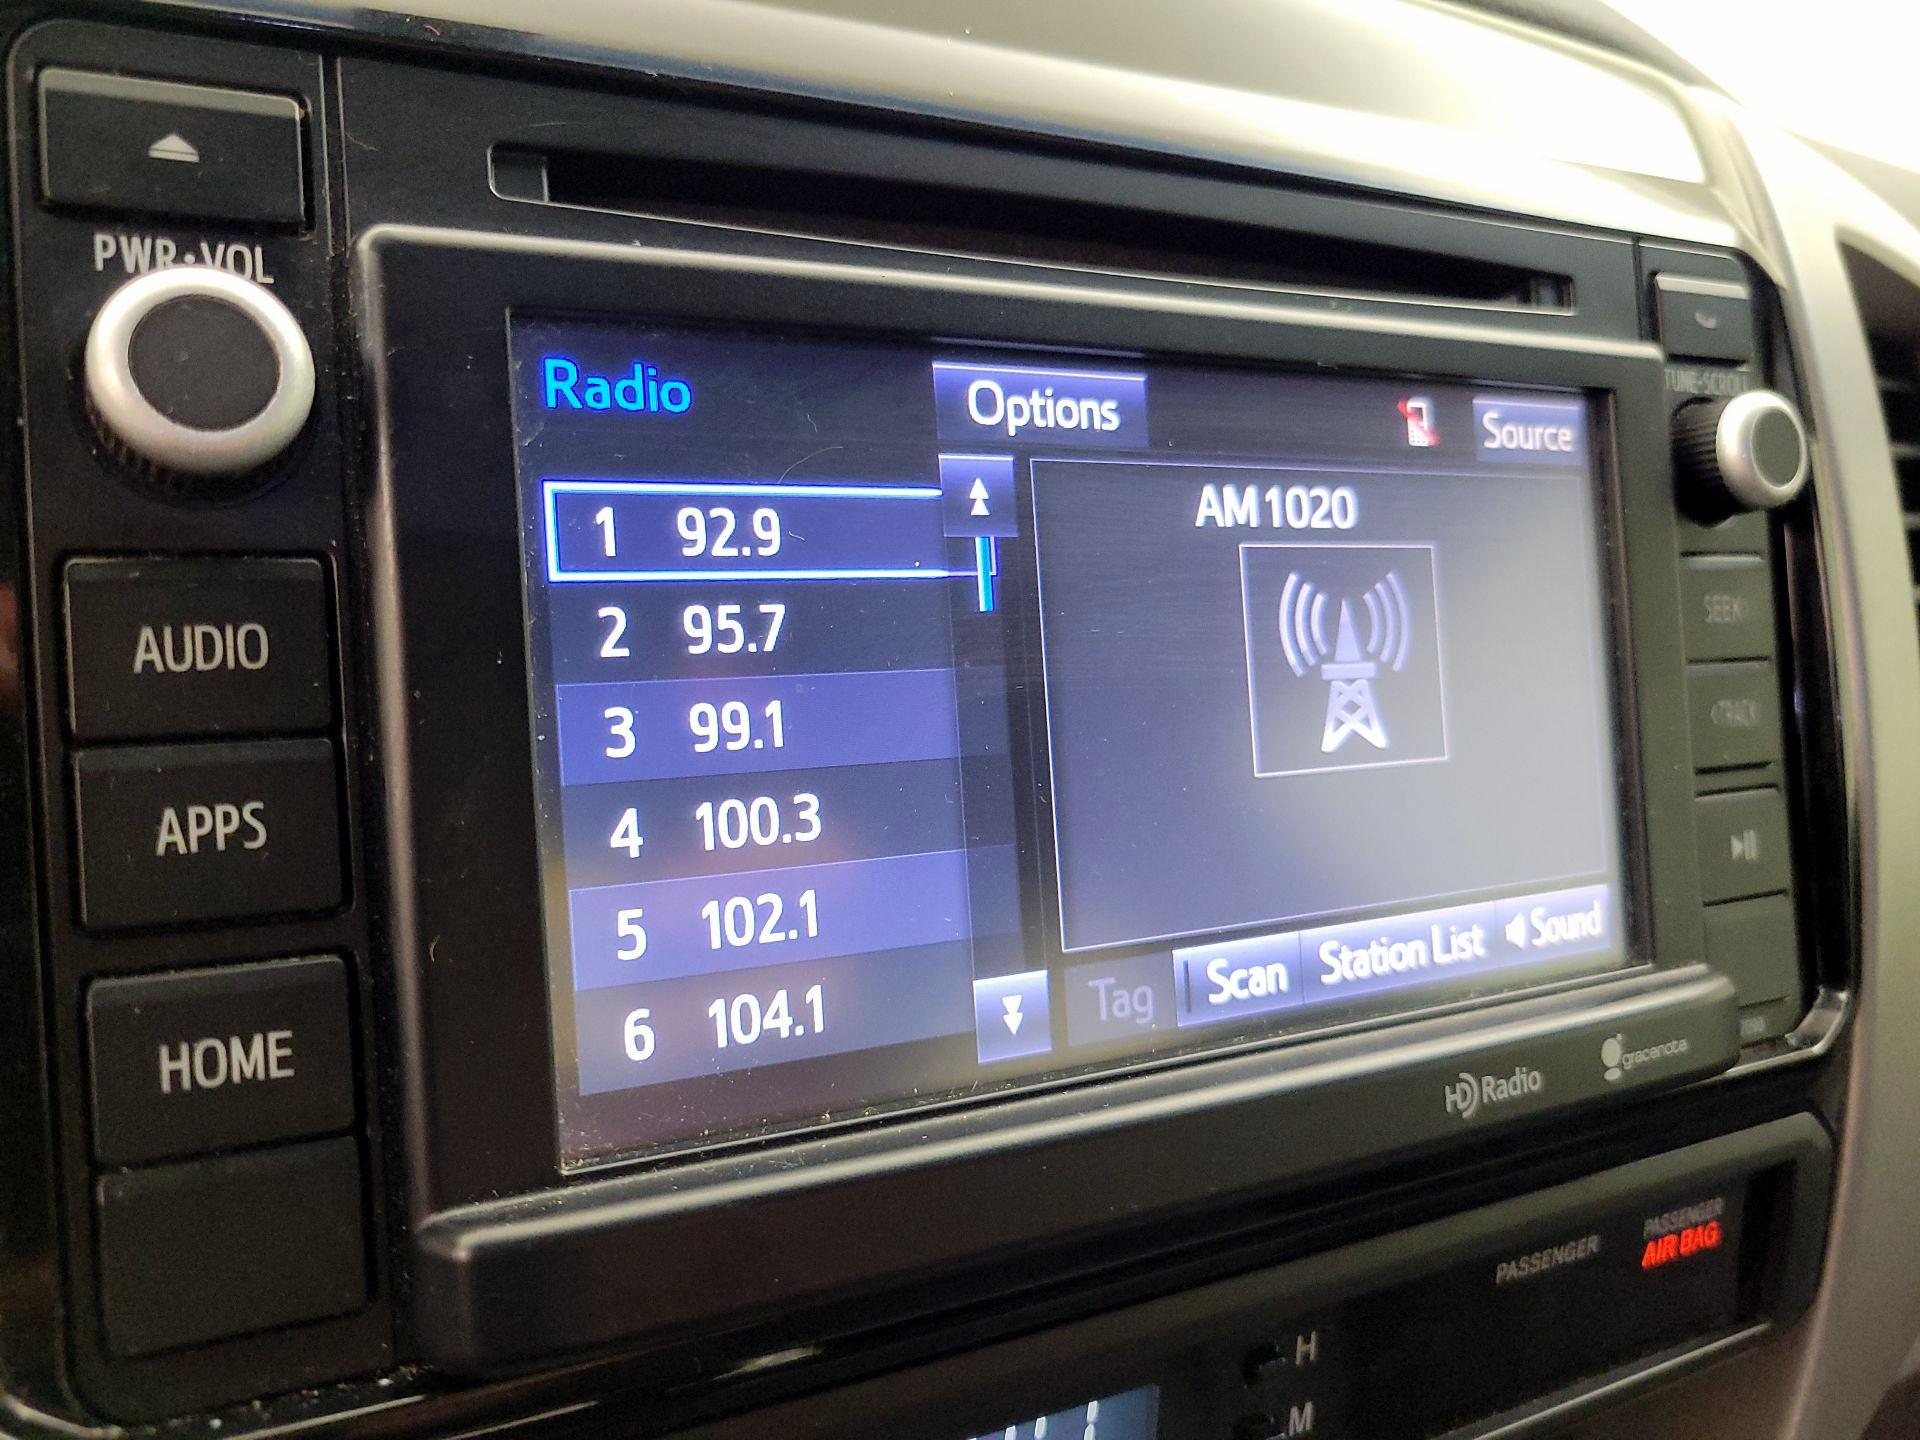 PWR•VOL
AUDIO
APPS
HOME
Radio
Options
Source
1 92.9
2 95.7
3 99.1
4 100.3
5 102.1
6 104.1
AM 1020
Tag
Scan
Station List
Sound
TUNE•SCROLL
SEEK›
‹TRACK
HD Radio
gracenote
PASSENGER
PASSENGER
AIR BAG
H
M